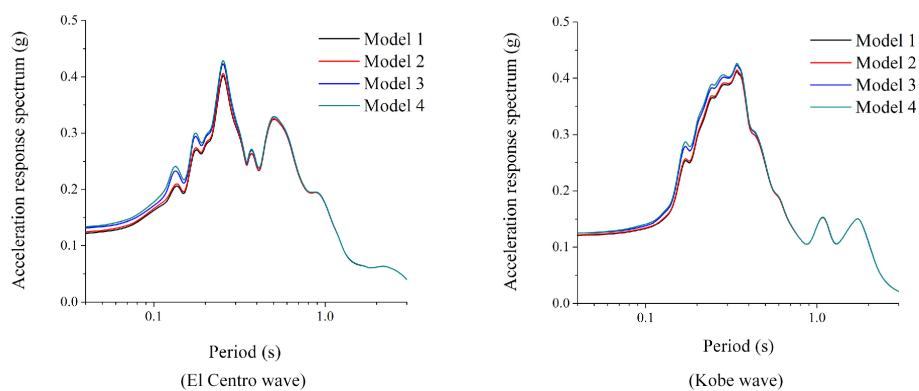 Acceleration response spectrum (g)
0.5
0.4
0.3
0.2
0.1
0.0
Model 1
Model 2
Model 3
Model 4
0.1
1.0
Period (s)
(El Centro wave)
Acceleration response spectrum (g)
0.5
0.4
0.3
0.2
0.1
0.0
Model 1
Model 2
Model 3
Model 4
0.1
1.0
Period (s)
(Kobe wave)